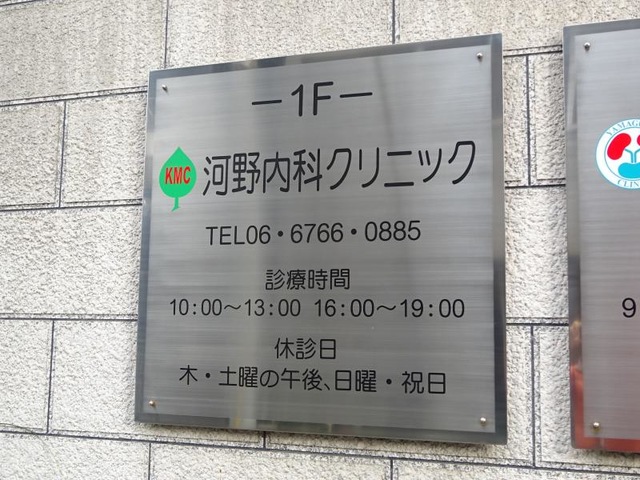 －1F－
KMC
河野内科クリニック
TEL06・6766・0885
診療時間
10:00～13:00 16:00～19:00
休診日
木・土曜の午後、日曜・祝日
9